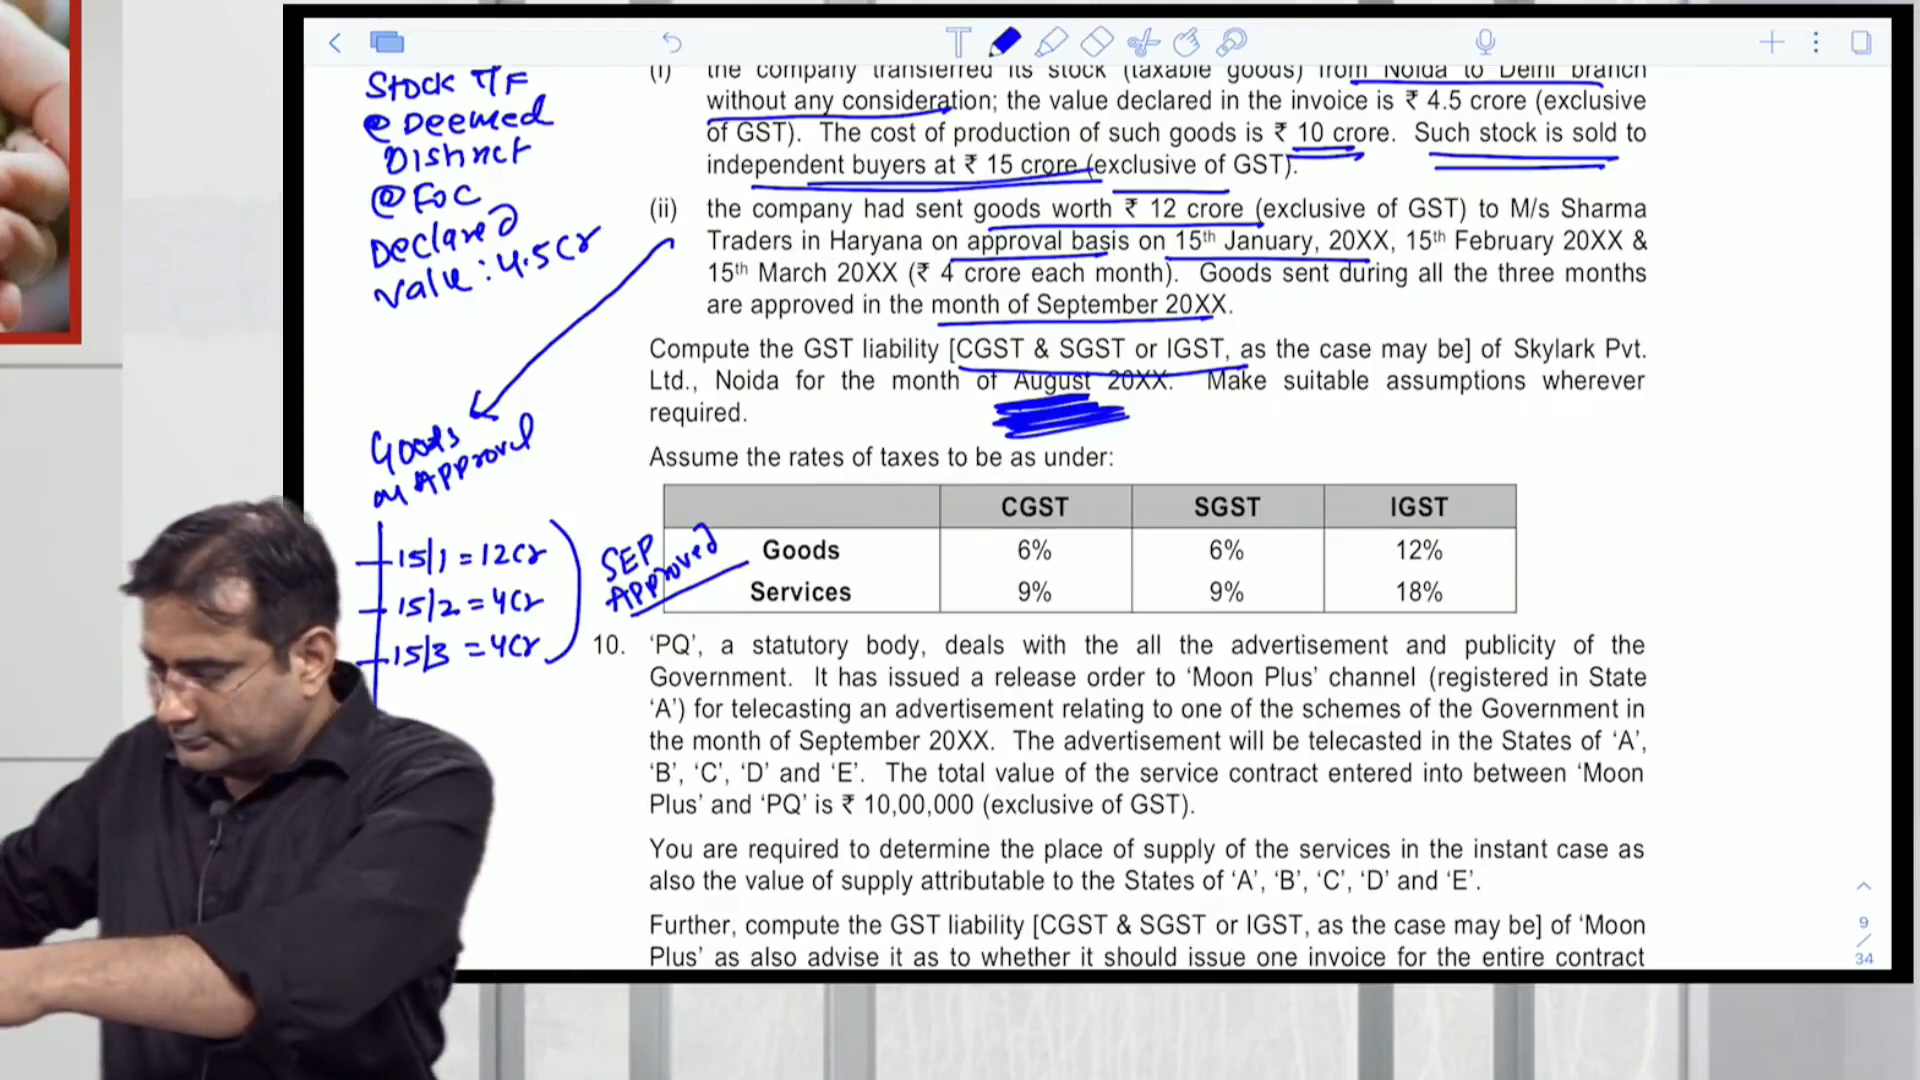 Stock T/F
@ Deemed
Distinct
@ FOC
Declared
Value : 4.5 Cr
(i) the company transferred its stock (taxable goods) from Noida to Delhi branch
without any consideration; the value declared in the invoice is ₹ 4.5 crore (exclusive
of GST). The cost of production of such goods is ₹ 10 crore. Such stock is sold to
independent buyers at ₹ 15 crore (exclusive of GST).
(ii) the company had sent goods worth ₹ 12 crore (exclusive of GST) to M/s Sharma
Traders in Haryana on approval basis on 15th January, 20XX, 15th February 20XX &
15th March 20XX (₹ 4 crore each month). Goods sent during all the three months
are approved in the month of September 20XX.
Compute the GST liability [CGST & SGST or IGST, as the case may be] of Skylark Pvt.
Ltd., Noida for the month of August 20XX. Make suitable assumptions wherever
required.
Goods
on Approval
15/1 = 12Cr
15/2 = 4Cr
15/3 = 4Cr
SEP
Approved
Assume the rates of taxes to be as under:
CGST SGST IGST
Goods 6% 6% 12%
Services 9% 9% 18%
10. ‘PQ’, a statutory body, deals with the all the advertisement and publicity of the
Government. It has issued a release order to ‘Moon Plus’ channel (registered in State
‘A’) for telecasting an advertisement relating to one of the schemes of the Government in
the month of September 20XX. The advertisement will be telecasted in the States of ‘A’,
‘B’, ‘C’, ‘D’ and ‘E’. The total value of the service contract entered into between ‘Moon
Plus’ and ‘PQ’ is ₹ 10,00,000 (exclusive of GST).
You are required to determine the place of supply of the services in the instant case as
also the value of supply attributable to the States of ‘A’, ‘B’, ‘C’, ‘D’ and ‘E’.
Further, compute the GST liability [CGST & SGST or IGST, as the case may be] of ‘Moon
Plus’ as also advise it as to whether it should issue one invoice for the entire contract
9
/
34